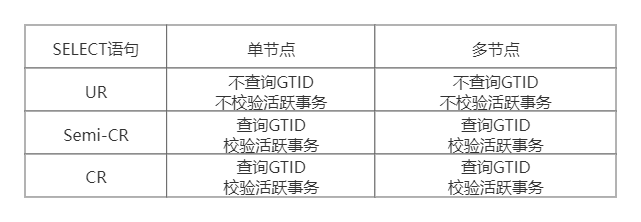 SELECT语句 单节点 多节点
UR 不查询GTID 不校验活跃事务 不查询GTID 不校验活跃事务
Semi-CR 查询GTID 校验活跃事务 查询GTID 校验活跃事务
CR 查询GTID 校验活跃事务 查询GTID 校验活跃事务